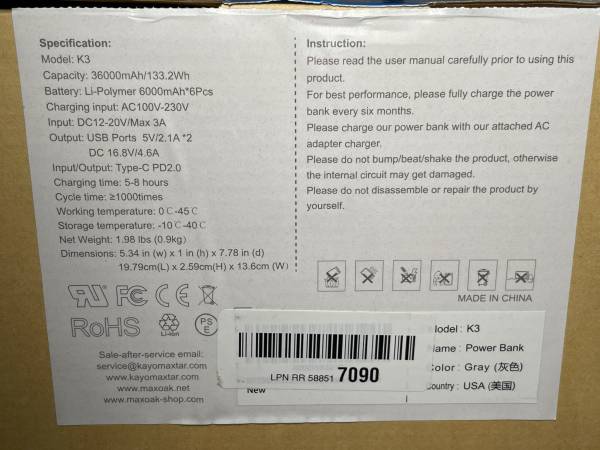 Specification:
Model: K3
Capacity: 36000mAh/133.2Wh
Battery: Li-Polymer 6000mAh*6Pcs
Charging input: AC100V-230V
Input: DC12-20V/Max 3A
Output: USB Ports 5V/2.1A *2
DC 16.8V/4.6A
Input/Output: Type-C PD2.0
Charging time: 5-8 hours
Cycle time: ≥1000times
Working temperature: 0℃-45℃
Storage temperature: -10℃-40℃
Net Weight: 1.98 lbs (0.9kg)
Dimensions: 5.34 in (w) x 1 in (h) x 7.78 in (d)
19.79cm(L) x 2.59cm(H) x 13.6cm (W)
FC CE
RoHS Li-ion PS E
Sale-after-service email:
service@kayomaxtar.com
www.kayomaxtar.com
www.maxoak.net
www.maxoak-shop.com
Instruction:
Please read the user manual carefully prior to using this
product.
For best performance, please fully charge the power
bank every six months.
Please charge our power bank with our attached AC
adapter charger.
Please do not bump/beat/shake the product, otherwise
the internal circuit may get damaged.
Please do not disassemble or repair the product by
yourself.
MADE IN CHINA
LPN RR 58851 7090
New
lodel: K3
lame: Power Bank
olor: Gray (灰色)
ountry: USA (美国)